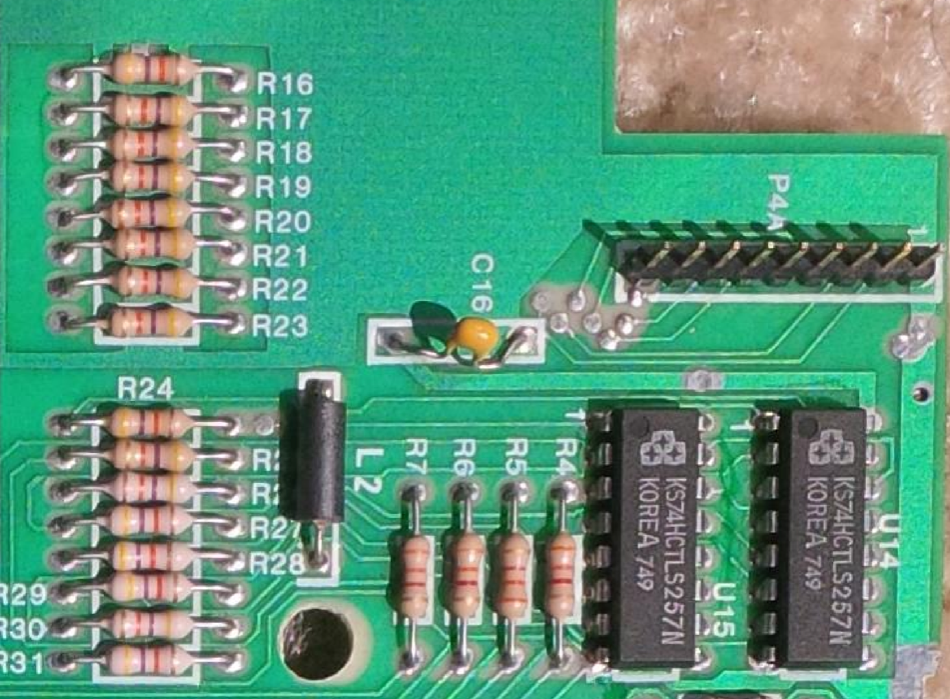 R16
R17
R18
R19
R20
R21
R22
R23
P4A
1
C16
R24
R27
R28
R29
R30
R31
L2
R7
R6
R5
R4
1
KS74HCTLS257N
KOREA 749
U15
1
KS74HCTLS257N
KOREA 749
U14